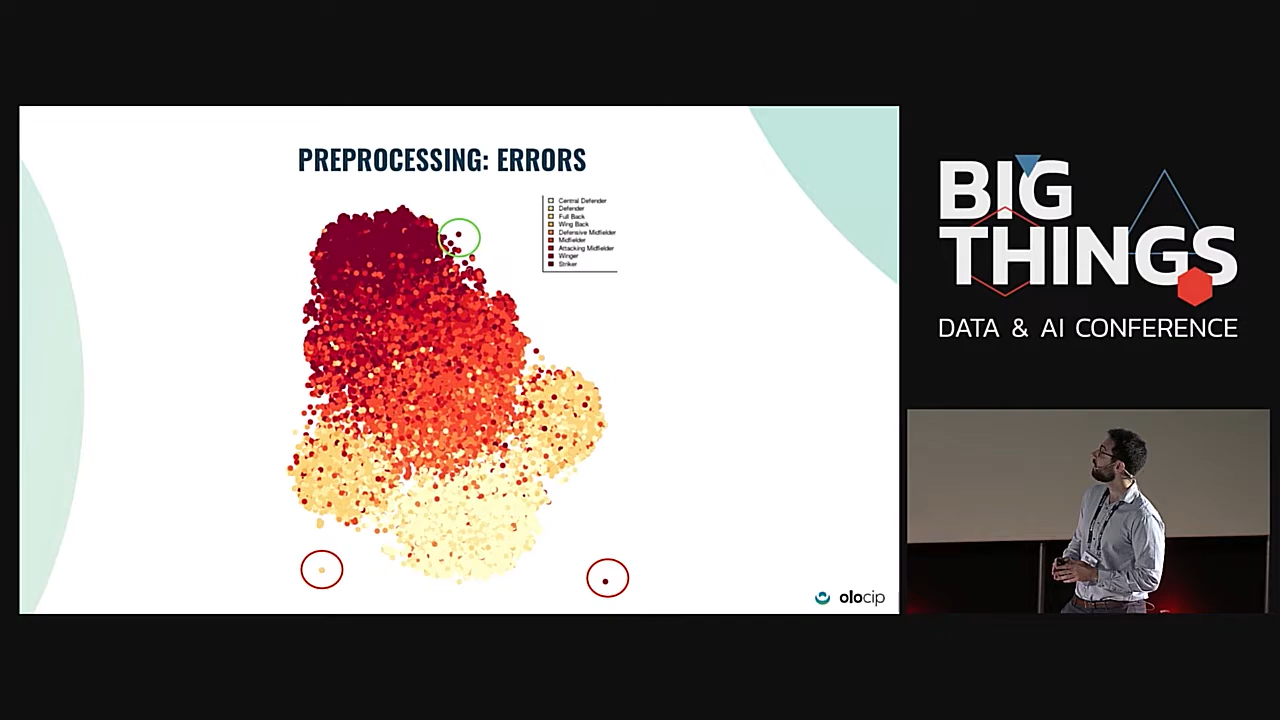 PREPROCESSING: ERRORS
Central Defender
Defender
Full Back
Wing Back
Defensive Midfielder
Midfielder
Attacking Midfielder
Winger
Striker
olocip
BIG
THINGS
DATA & AI CONFERENCE